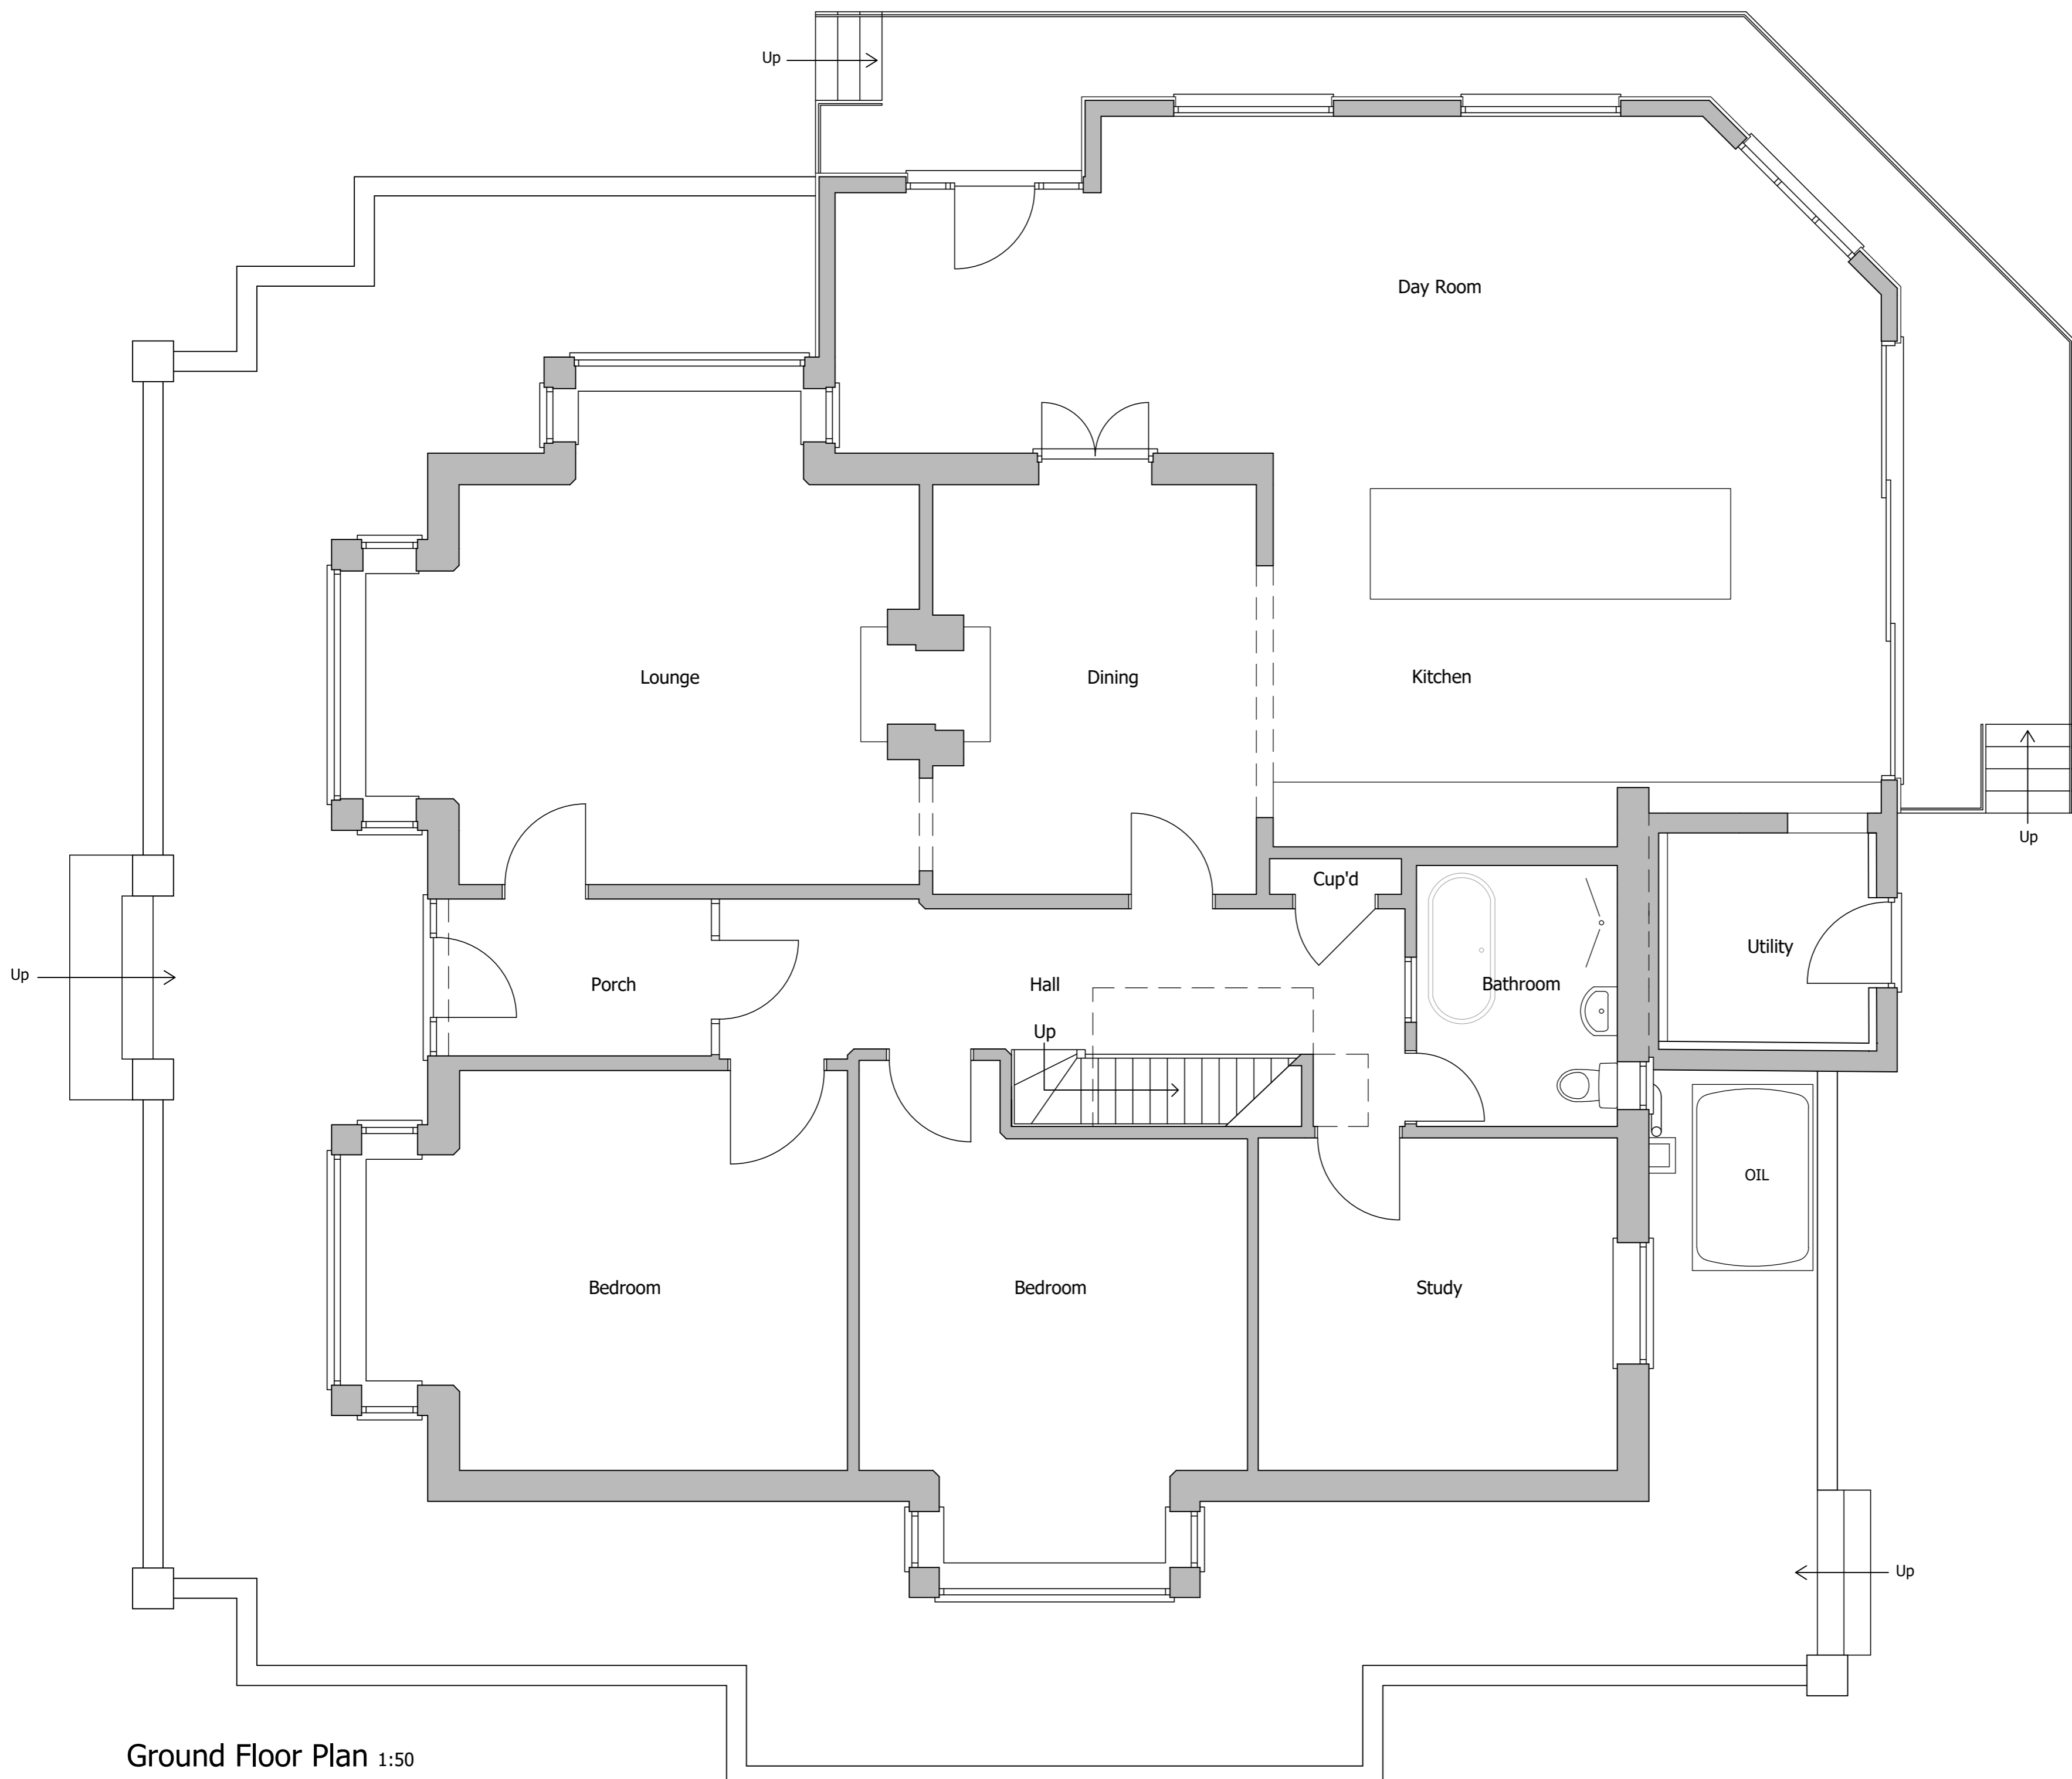 Up
Day Room
Lounge
Dining
Kitchen
Up
Cup'd
Utility
Up
Porch
Hall
Bathroom
Up
OIL
Bedroom
Bedroom
Study
Up
Ground Floor Plan 1:50